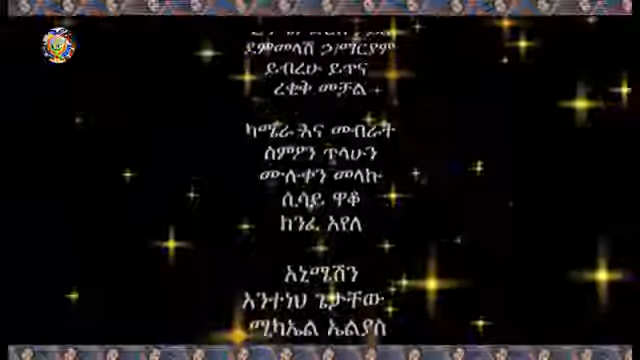 ደምመላሽ ኃ/ማርያም
ይብረሁ ይጥና
ረቂቅ መቻል
ካሜራ እና መብራት
ስምዖን ጥላሁን
ሙሉቀን መላኩ
ሲሳይ ዋቆ
ከንፈ አየለ
አኒሜሽን
አንተነህ ጌታቸው
ሚካኤል ኤልያስ